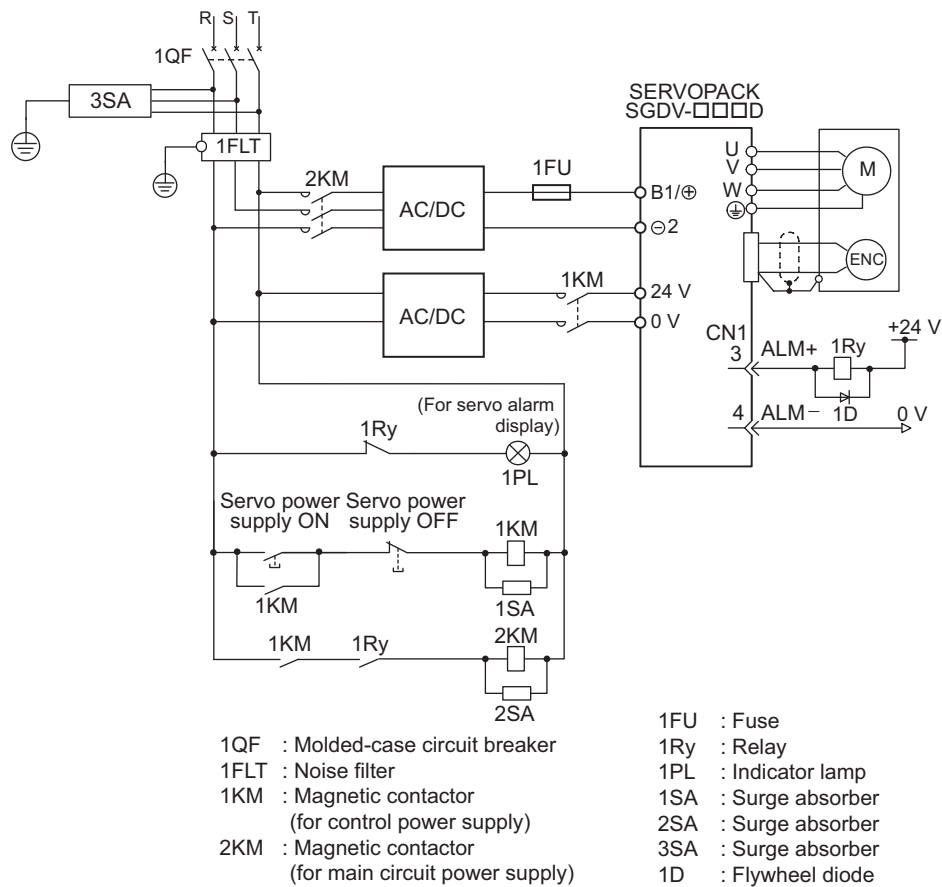 R S T
1QF
3SA
1FLT
2KM
AC/DC
1FU
SERVOPACK
SGDV-□□□D
U
V
W
M
B1/⊕
⊖2
ENC
AC/DC
1KM
24 V
0 V
CN1
3 ALM+
1Ry
+24 V
1D
4 ALM−
0 V
(For servo alarm
display)
1Ry
1PL
Servo power
supply ON
Servo power
supply OFF
1KM
1KM
1SA
1KM
1Ry
2KM
2SA
1QF : Molded-case circuit breaker
1FLT : Noise filter
1KM : Magnetic contactor
(for control power supply)
2KM : Magnetic contactor
(for main circuit power supply)
1FU : Fuse
1Ry : Relay
1PL : Indicator lamp
1SA : Surge absorber
2SA : Surge absorber
3SA : Surge absorber
1D : Flywheel diode